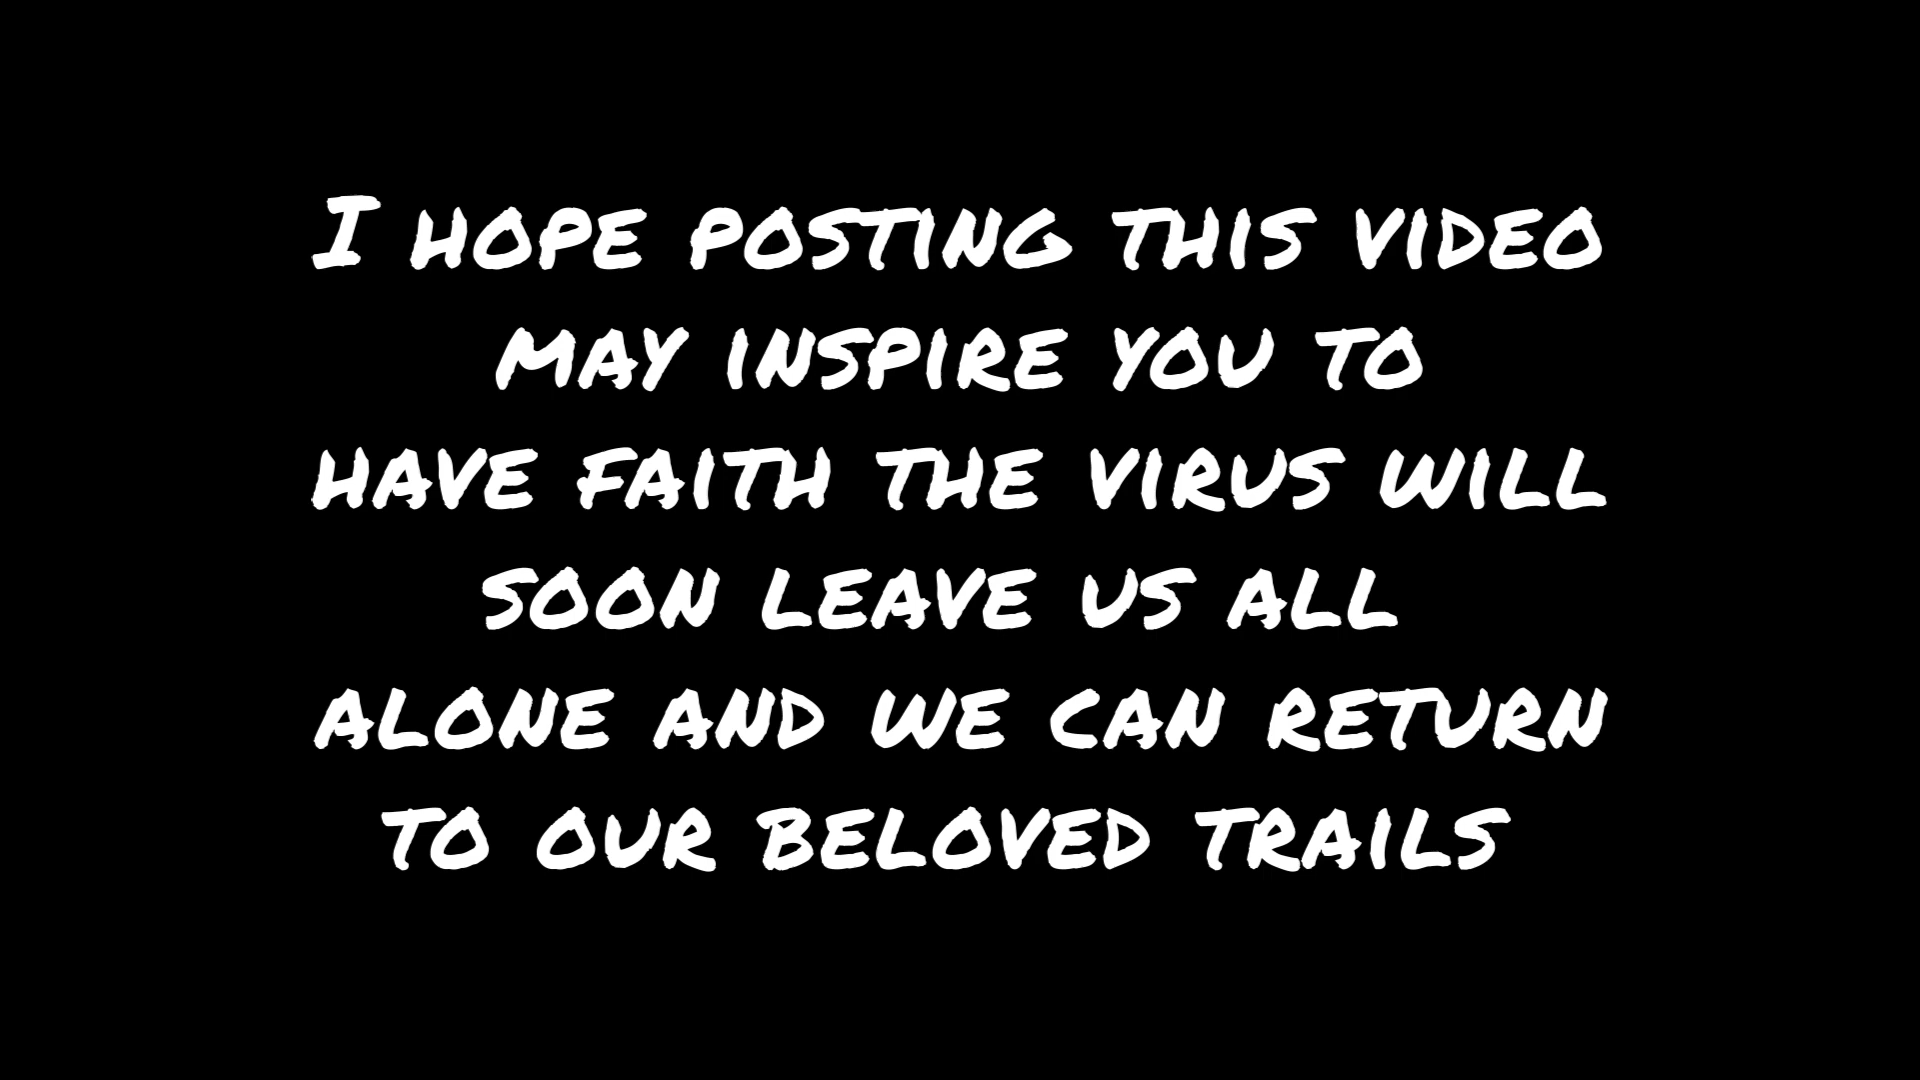 I HOPE POSTING THIS VIDEO
MAY INSPIRE YOU TO
HAVE FAITH THE VIRUS WILL
SOON LEAVE US ALL
ALONE AND WE CAN RETURN
TO OUR BELOVED TRAILS